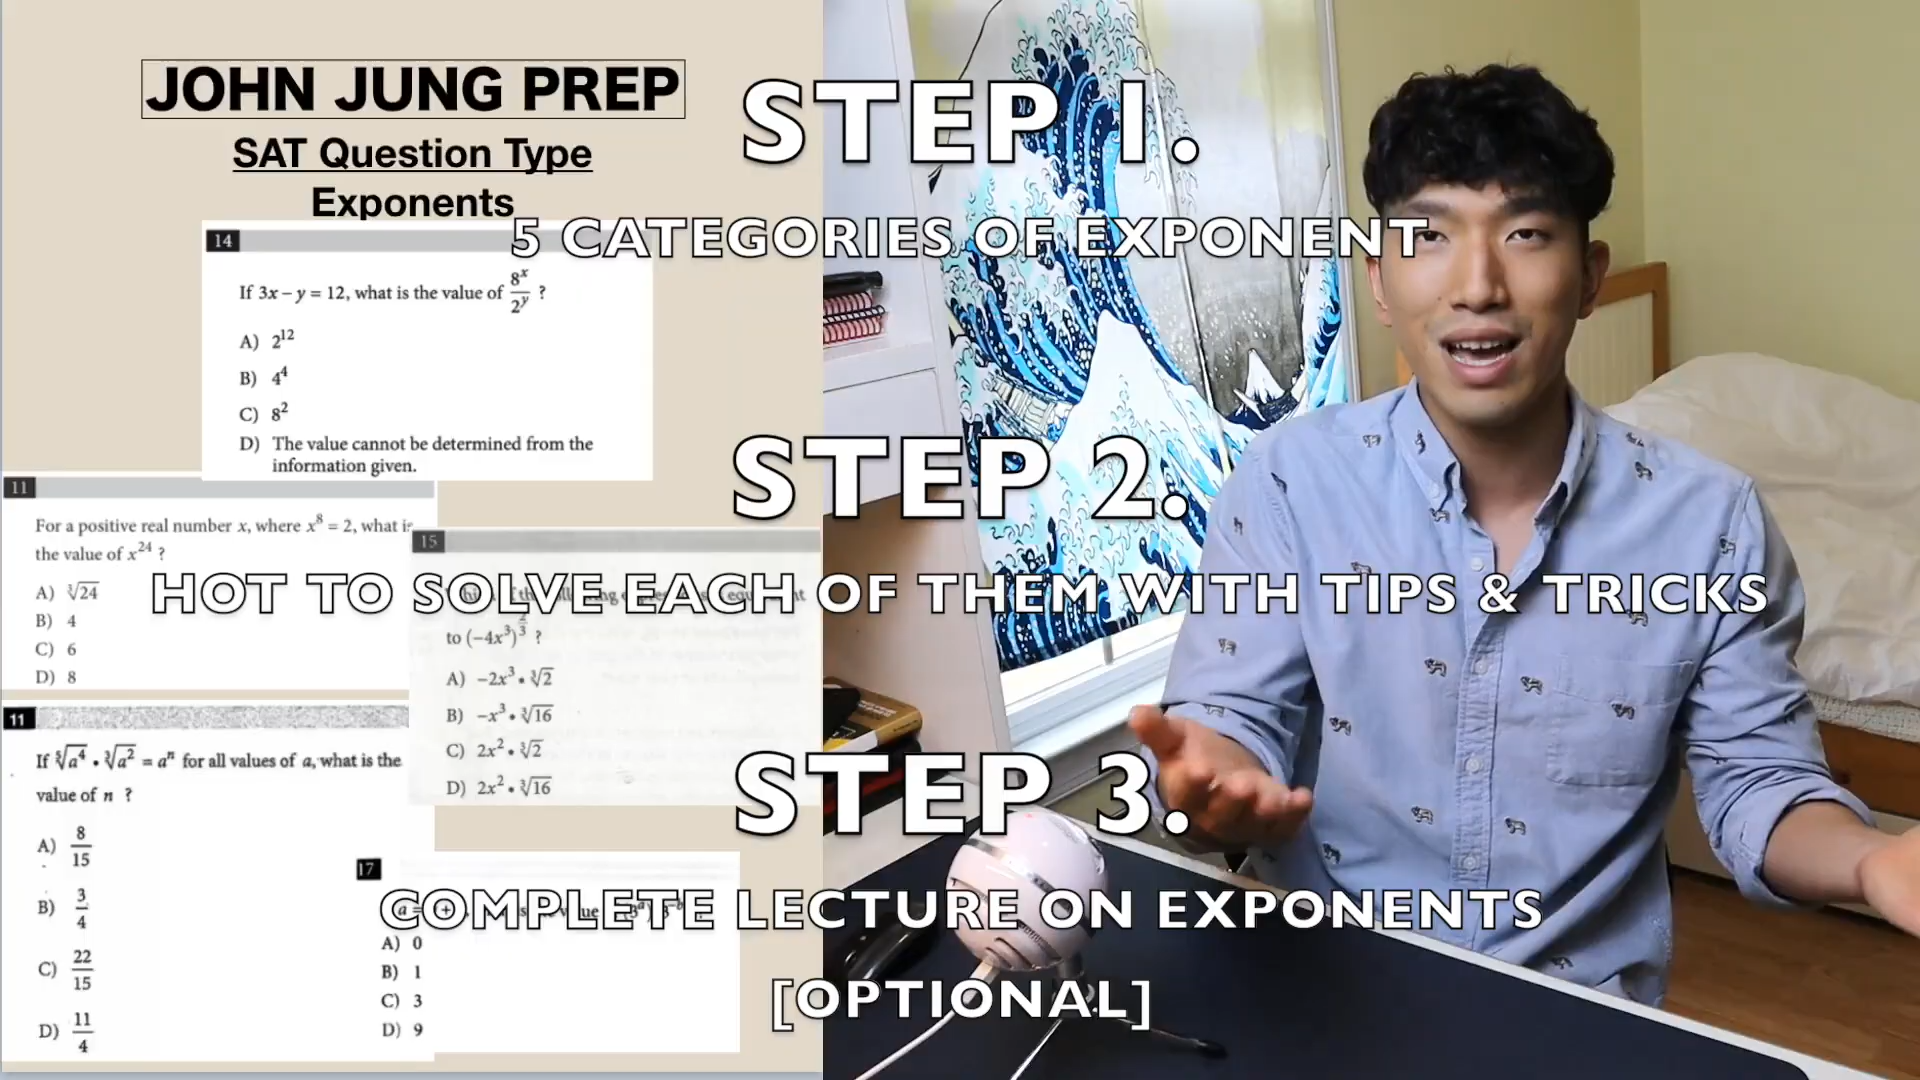 JOHN JUNG PREP
SAT Question Type
Exponents
14
If 3x – y = 12, what is the value of 8^x/2^y ?
A) 2^12
B) 4^4
C) 8^2
D) The value cannot be determined from the
information given.
11
For a positive real number x, where x^8 = 2, what is
the value of x^24 ?
A) ∛24
B) 4
C) 6
D) 8
15
to (−4x^3)^(2/3) ?
A) −2x^3 • ∛2
B) −x^3 • ∛16
C) 2x^2 • ∛2
D) 2x^2 • ∛16
11
If ⁵√a^4 • ∛a^2 = a^n for all values of a, what is the
value of n ?
A) 8/15
B) 3/4
C) 22/15
D) 11/4
17
A) 0
B) 1
C) 3
D) 9
STEP 1.
5 CATEGORIES OF EXPONENT
STEP 2.
HOT TO SOLVE EACH OF THEM WITH TIPS & TRICKS
STEP 3.
COMPLETE LECTURE ON EXPONENTS
[OPTIONAL]